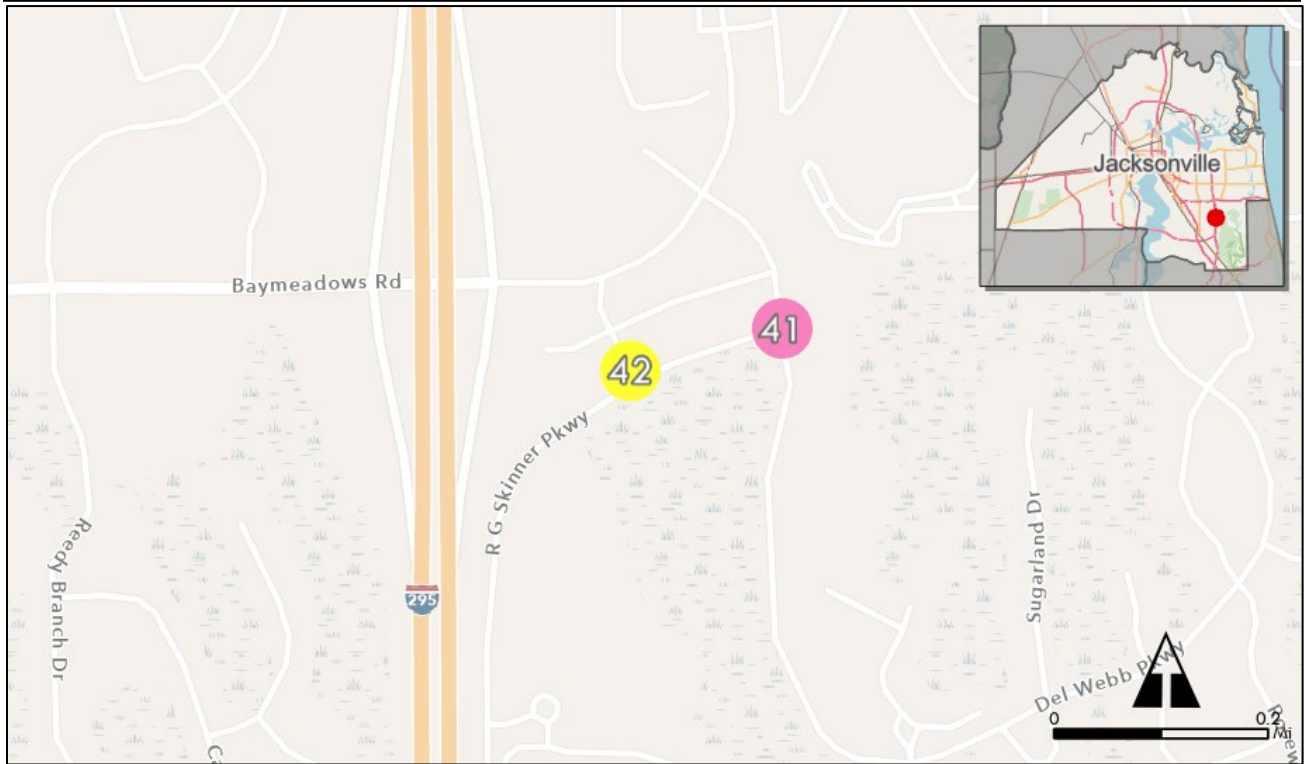 Jacksonville
Baymeadows Rd
41
42
R G Skinner Pkwy
Reedy Branch Dr
Sugarland Dr
295
Del Webb Pkwy
0
0.2
Mi